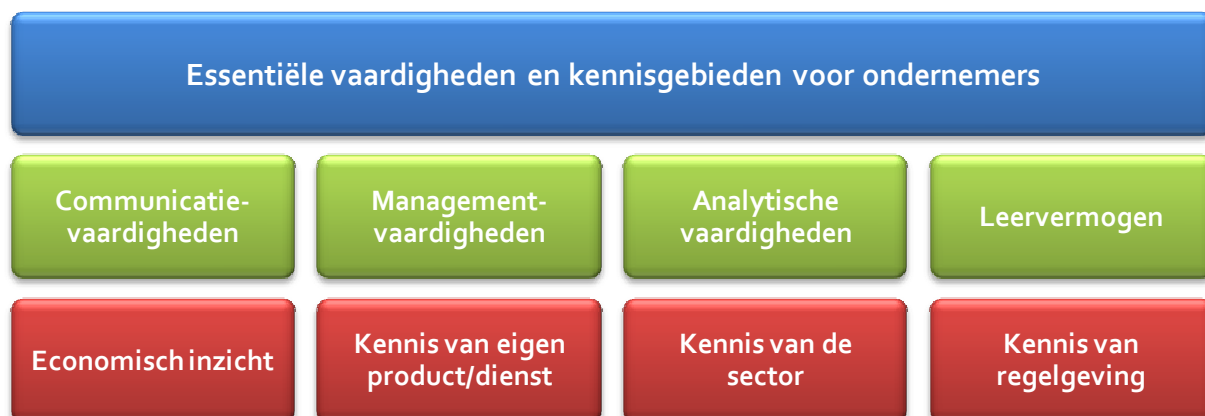 Essentiële vaardigheden en kennisgebieden voor ondernemers
Communicatie-
vaardigheden
Management-
vaardigheden
Analytische
vaardigheden
Leervermogen
Economisch inzicht
Kennis van eigen
product/dienst
Kennis van de
sector
Kennis van
regelgeving